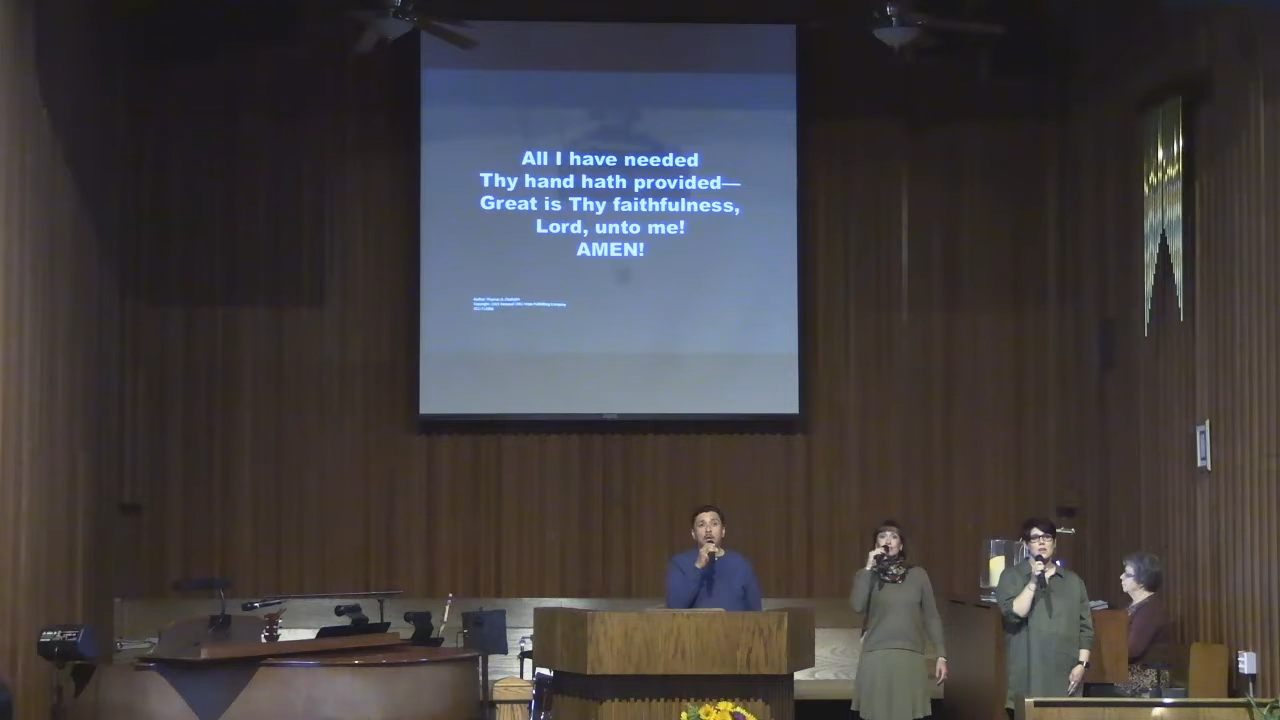 All I have needed
Thy hand hath provided—
Great is Thy faithfulness,
Lord, unto me!
AMEN!